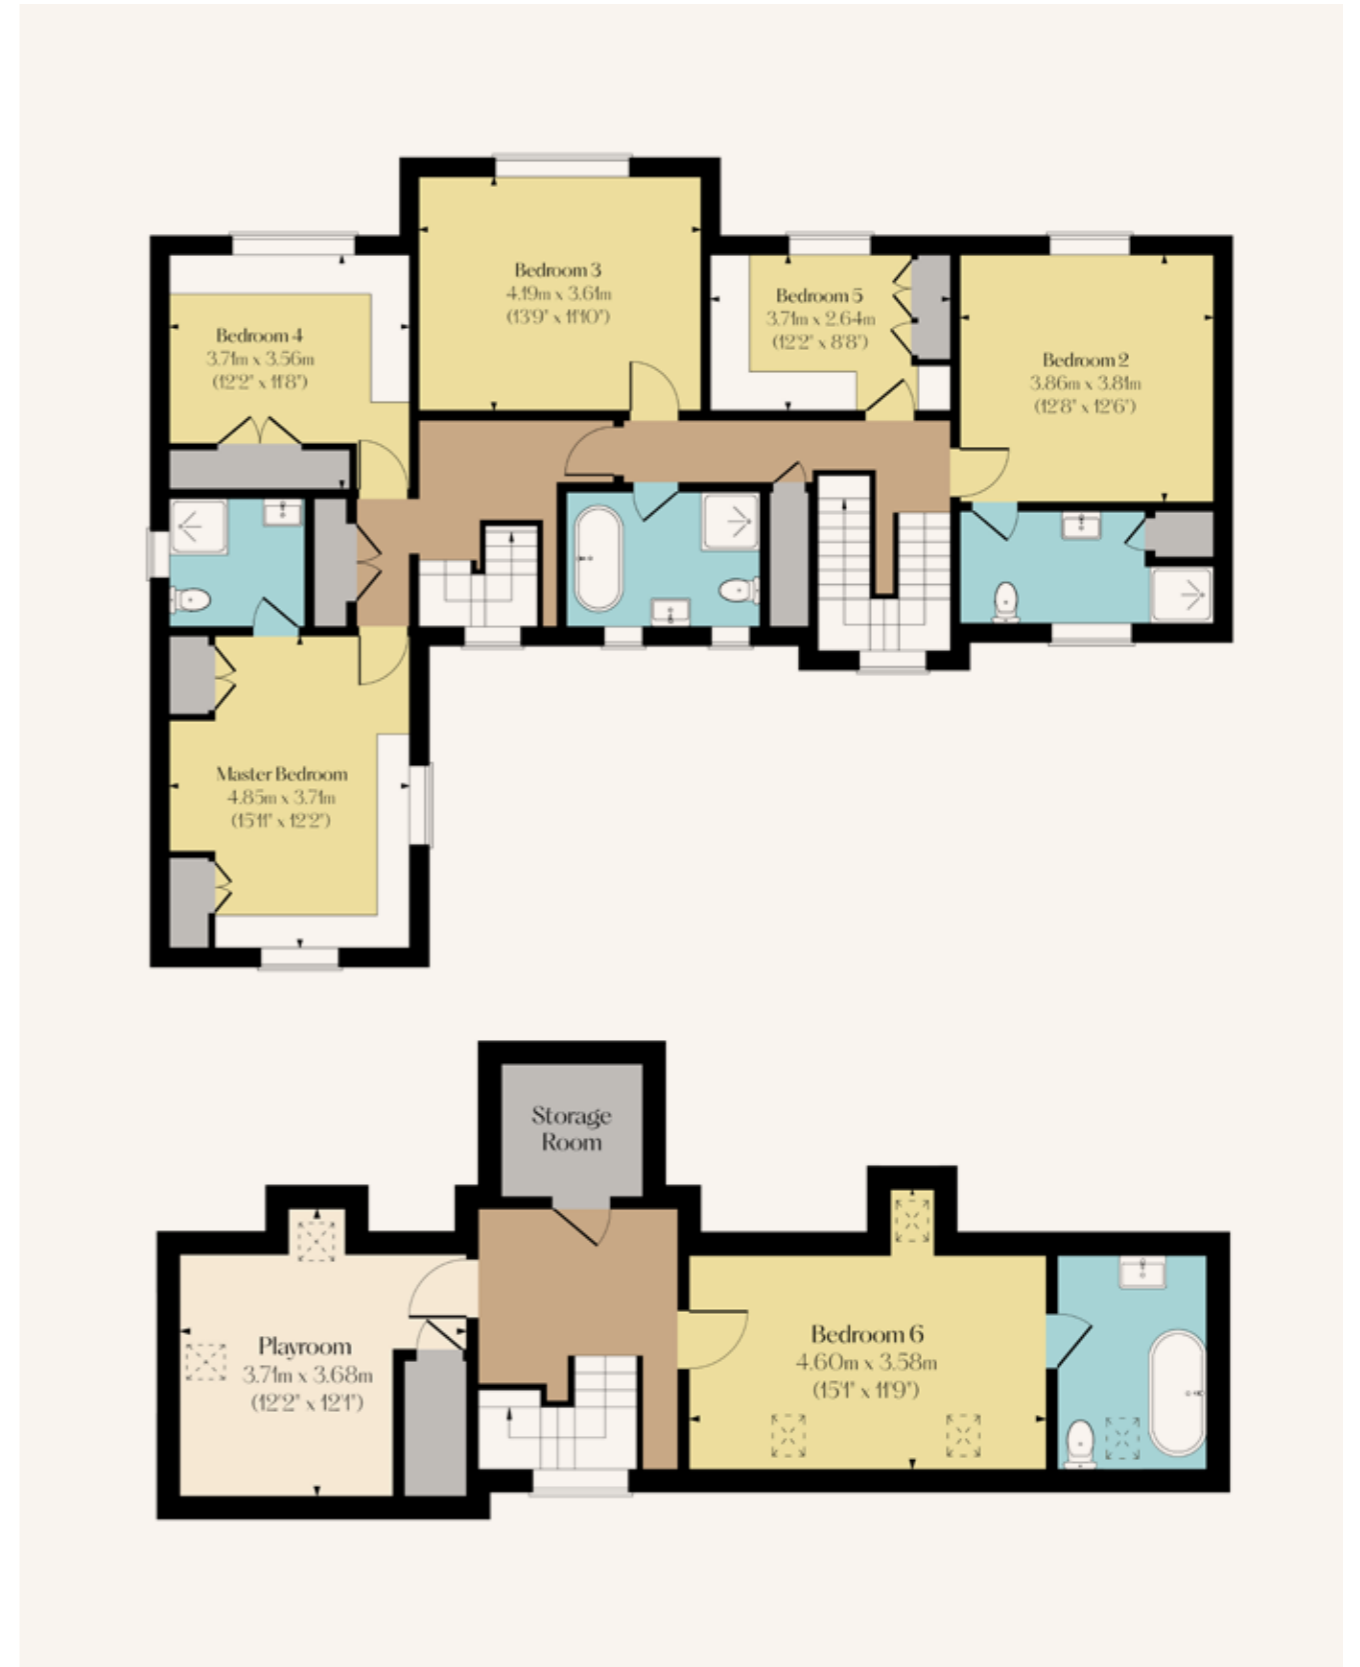 Bedroom 3
4.19m x 3.61m
(13'9" x 11'10")
Bedroom 4
3.71m x 3.56m
(12'2" x 11'8")
Bedroom 5
3.71m x 2.64m
(12'2" x 8'8")
Bedroom 2
3.86m x 3.81m
(12'8" x 12'6")
Master Bedroom
4.85m x 3.71m
(15'11" x 12'2")
Storage
Room
Playroom
3.71m x 3.68m
(12'2" x 12'1")
Bedroom 6
4.60m x 3.58m
(15'1" x 11'9")